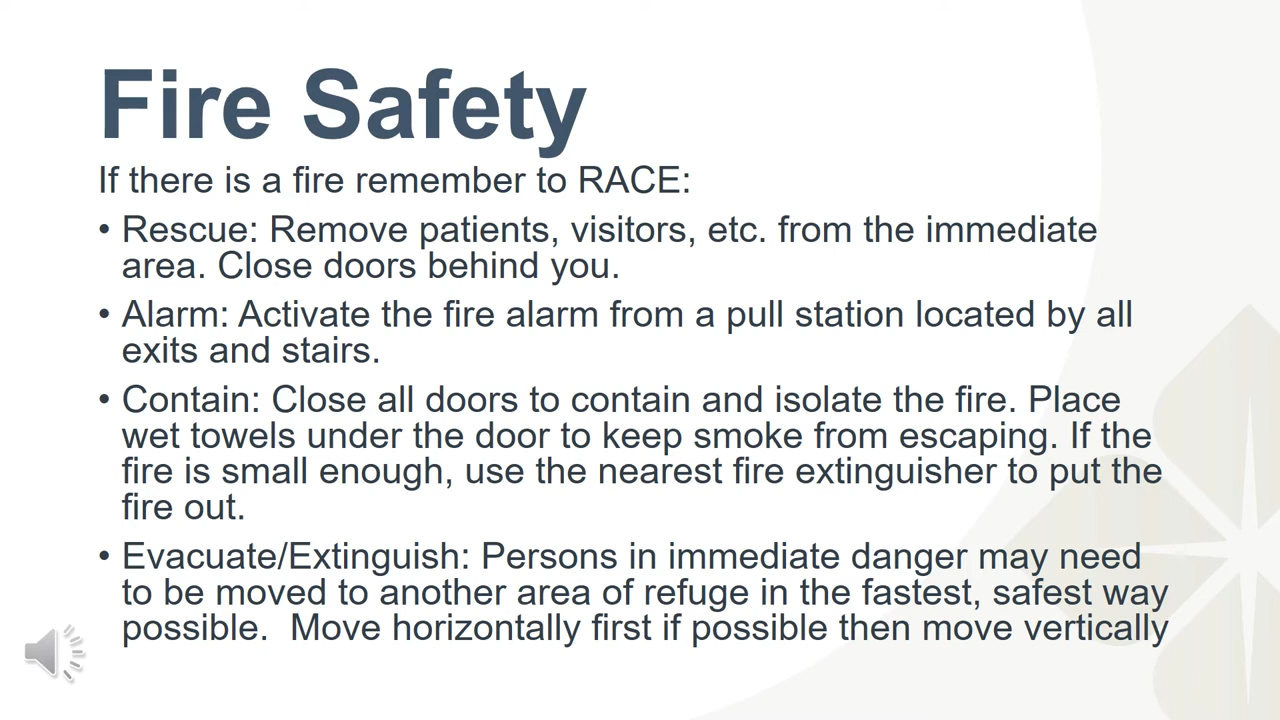 Fire Safety
If there is a fire remember to RACE:
• Rescue: Remove patients, visitors, etc. from the immediate
area. Close doors behind you.
• Alarm: Activate the fire alarm from a pull station located by all
exits and stairs.
• Contain: Close all doors to contain and isolate the fire. Place
wet towels under the door to keep smoke from escaping. If the
fire is small enough, use the nearest fire extinguisher to put the
fire out.
• Evacuate/Extinguish: Persons in immediate danger may need
to be moved to another area of refuge in the fastest, safest way
possible.  Move horizontally first if possible then move vertically